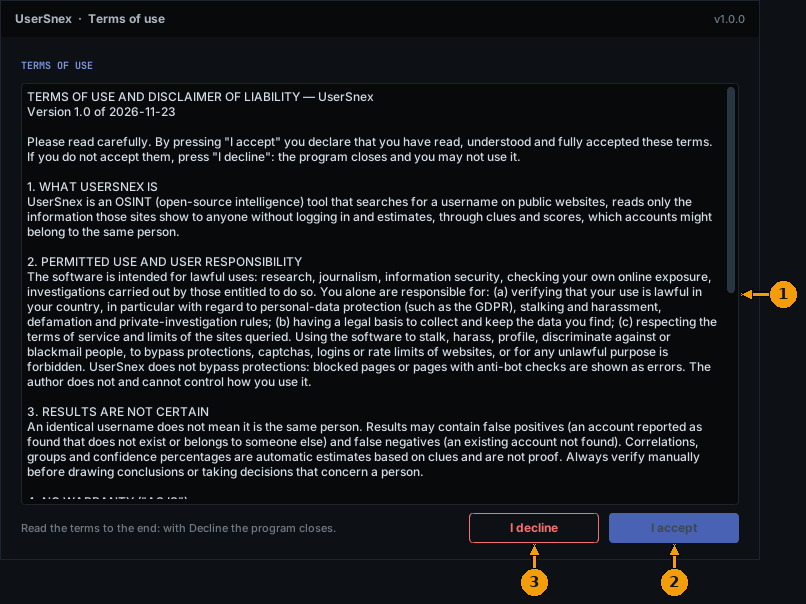 UserSnex · Terms of use
v1.0.0
TERMS OF USE
TERMS OF USE AND DISCLAIMER OF LIABILITY — UserSnex
Version 1.0 of 2026-11-23
Please read carefully. By pressing "I accept" you declare that you have read, understood and fully accepted these terms.
If you do not accept them, press "I decline": the program closes and you may not use it.
1. WHAT USERSNEX IS
UserSnex is an OSINT (open-source intelligence) tool that searches for a username on public websites, reads only the
information those sites show to anyone without logging in and estimates, through clues and scores, which accounts might
belong to the same person.
2. PERMITTED USE AND USER RESPONSIBILITY
The software is intended for lawful uses: research, journalism, information security, checking your own online exposure,
investigations carried out by those entitled to do so. You alone are responsible for: (a) verifying that your use is lawful in
your country, in particular with regard to personal-data protection (such as the GDPR), stalking and harassment,
defamation and private-investigation rules; (b) having a legal basis to collect and keep the data you find; (c) respecting the
terms of service and limits of the sites queried. Using the software to stalk, harass, profile, discriminate against or
blackmail people, to bypass protections, captchas, logins or rate limits of websites, or for any unlawful purpose is
forbidden. UserSnex does not bypass protections: blocked pages or pages with anti-bot checks are shown as errors. The
author does not and cannot control how you use it.
3. RESULTS ARE NOT CERTAIN
An identical username does not mean it is the same person. Results may contain false positives (an account reported as
found that does not exist or belongs to someone else) and false negatives (an existing account not found). Correlations,
groups and confidence percentages are automatic estimates based on clues and are not proof. Always verify manually
before drawing conclusions or taking decisions that concern a person.
4. NO WARRANTY ("AS IS")
1
Read the terms to the end: with Decline the program closes.
I decline
I accept
3
2